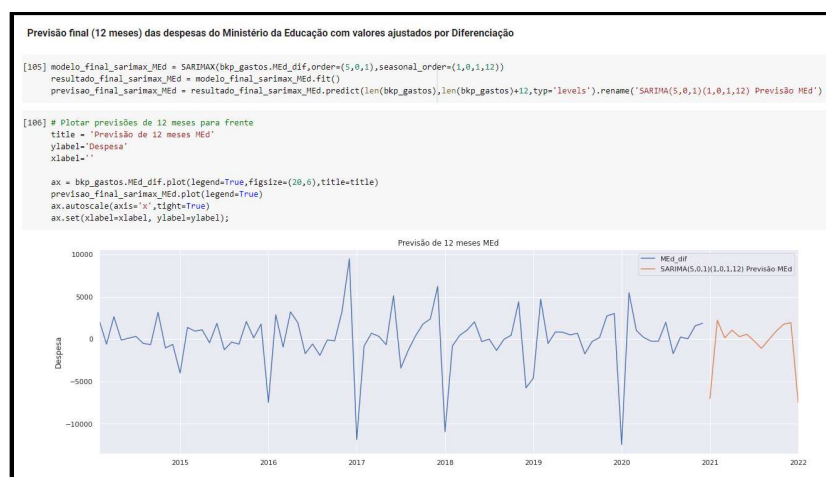 Previsão final (12 meses) das despesas do Ministério da Educação com valores ajustados por Diferenciação
[105] modelo_final_sarimax_MEd = SARIMAX(bkp_gastos.MEd_dif,order=(5,0,1),seasonal_order=(1,0,1,12))
resultado_final_sarimax_MEd = modelo_final_sarimax_MEd.fit()
previsao_final_sarimax_MEd = resultado_final_sarimax_MEd.predict(len(bkp_gastos),len(bkp_gastos)+12,typ='levels').rename('SARIMA(5,0,1)(1,0,1,12) Previsão MEd')
[106] # Plotar previsões de 12 meses para frente
title = 'Previsão de 12 meses MEd'
ylabel='Despesa'
xlabel=''
ax = bkp_gastos.MEd_dif.plot(legend=True,figsize=(20,6),title=title)
previsao_final_sarimax_MEd.plot(legend=True)
ax.autoscale(axis='x',tight=True)
ax.set(xlabel=xlabel, ylabel=ylabel);
Previsão de 12 meses MEd
MEd_dif
SARIMA(5,0,1)(1,0,1,12) Previsão MEd
10000
5000
0
−5000
−10000
Despesa
2015 2016 2017 2018 2019 2020 2021 2022